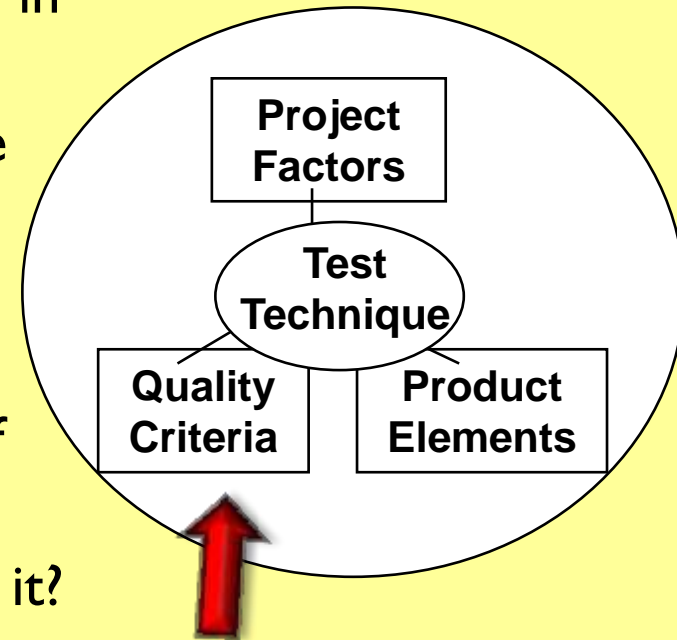 in
Project
Factors
e
Test
Technique
Quality
Criteria
Product
Elements
f
it?